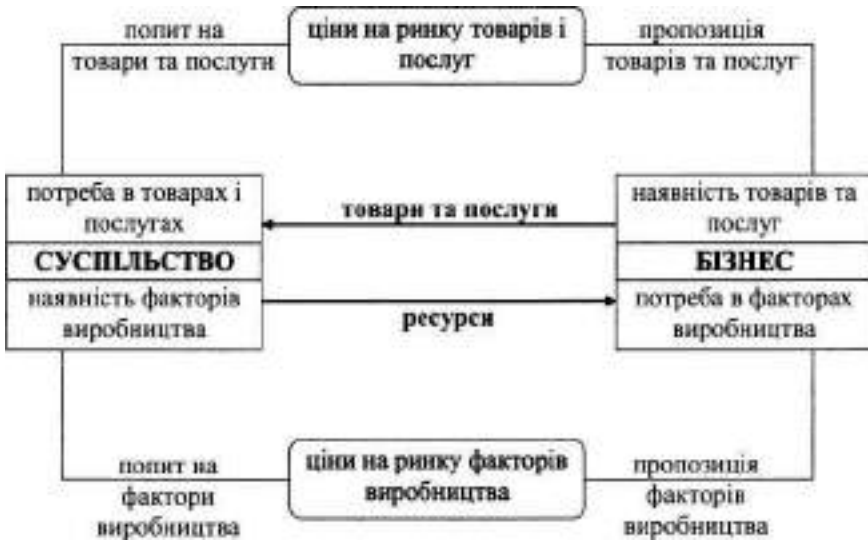 попит на
товари та послуги
ціни на ринку товарів і
послуг
пропозиція
товарів та послуг
потреба в товарах і
послугах
СУСПІЛЬСТВО
наявність факторів
виробництва
товари та послуги
ресурси
наявність товарів та
послуг
БІЗНЕС
потреба в факторах
виробництва
попит на
фактори
виробництва
ціни на ринку факторів
виробництва
пропозиція
факторів
виробництва